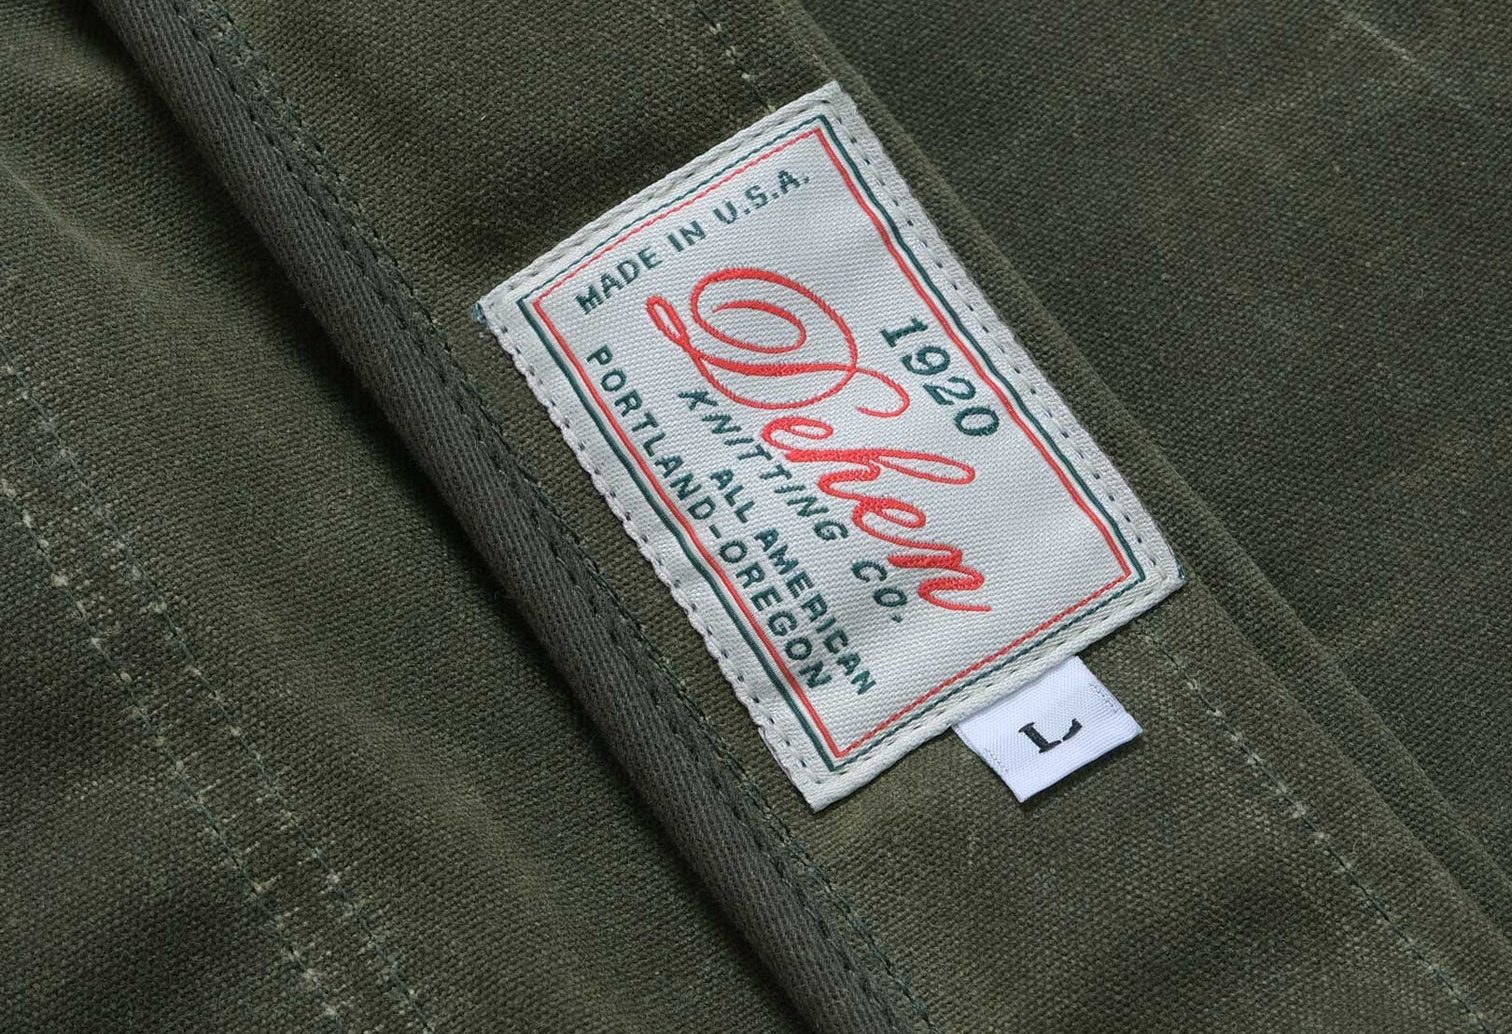 MADE IN U.S.A.
1920
Dehen
KNITTING CO.
ALL AMERICAN
PORTLAND-OREGON
L